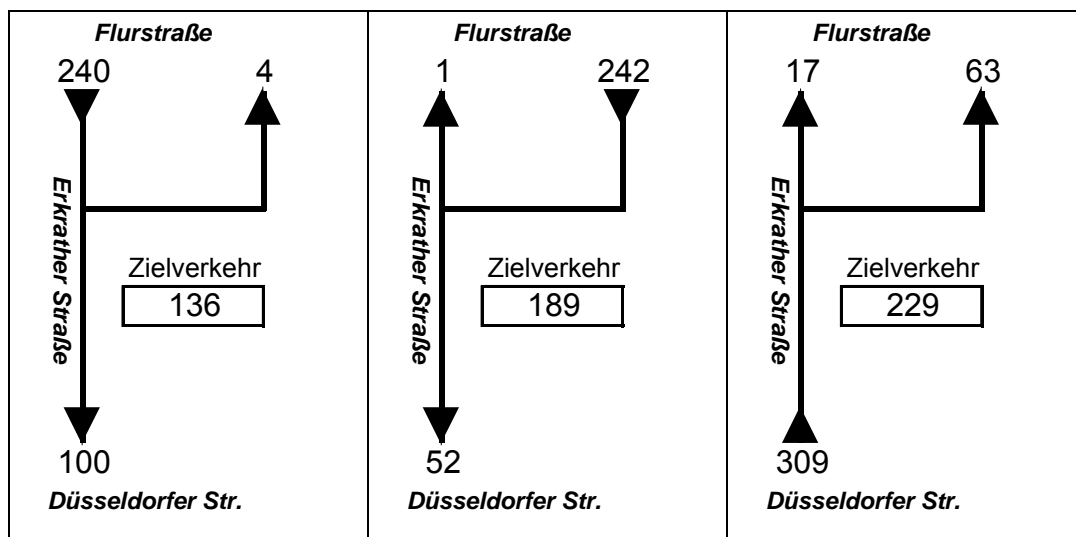 Flurstraße
240 4
Erkrather Straße
Zielverkehr
136
100
Düsseldorfer Str.
Flurstraße
1 242
Erkrather Straße
Zielverkehr
189
52
Düsseldorfer Str.
Flurstraße
17 63
Erkrather Straße
Zielverkehr
229
309
Düsseldorfer Str.